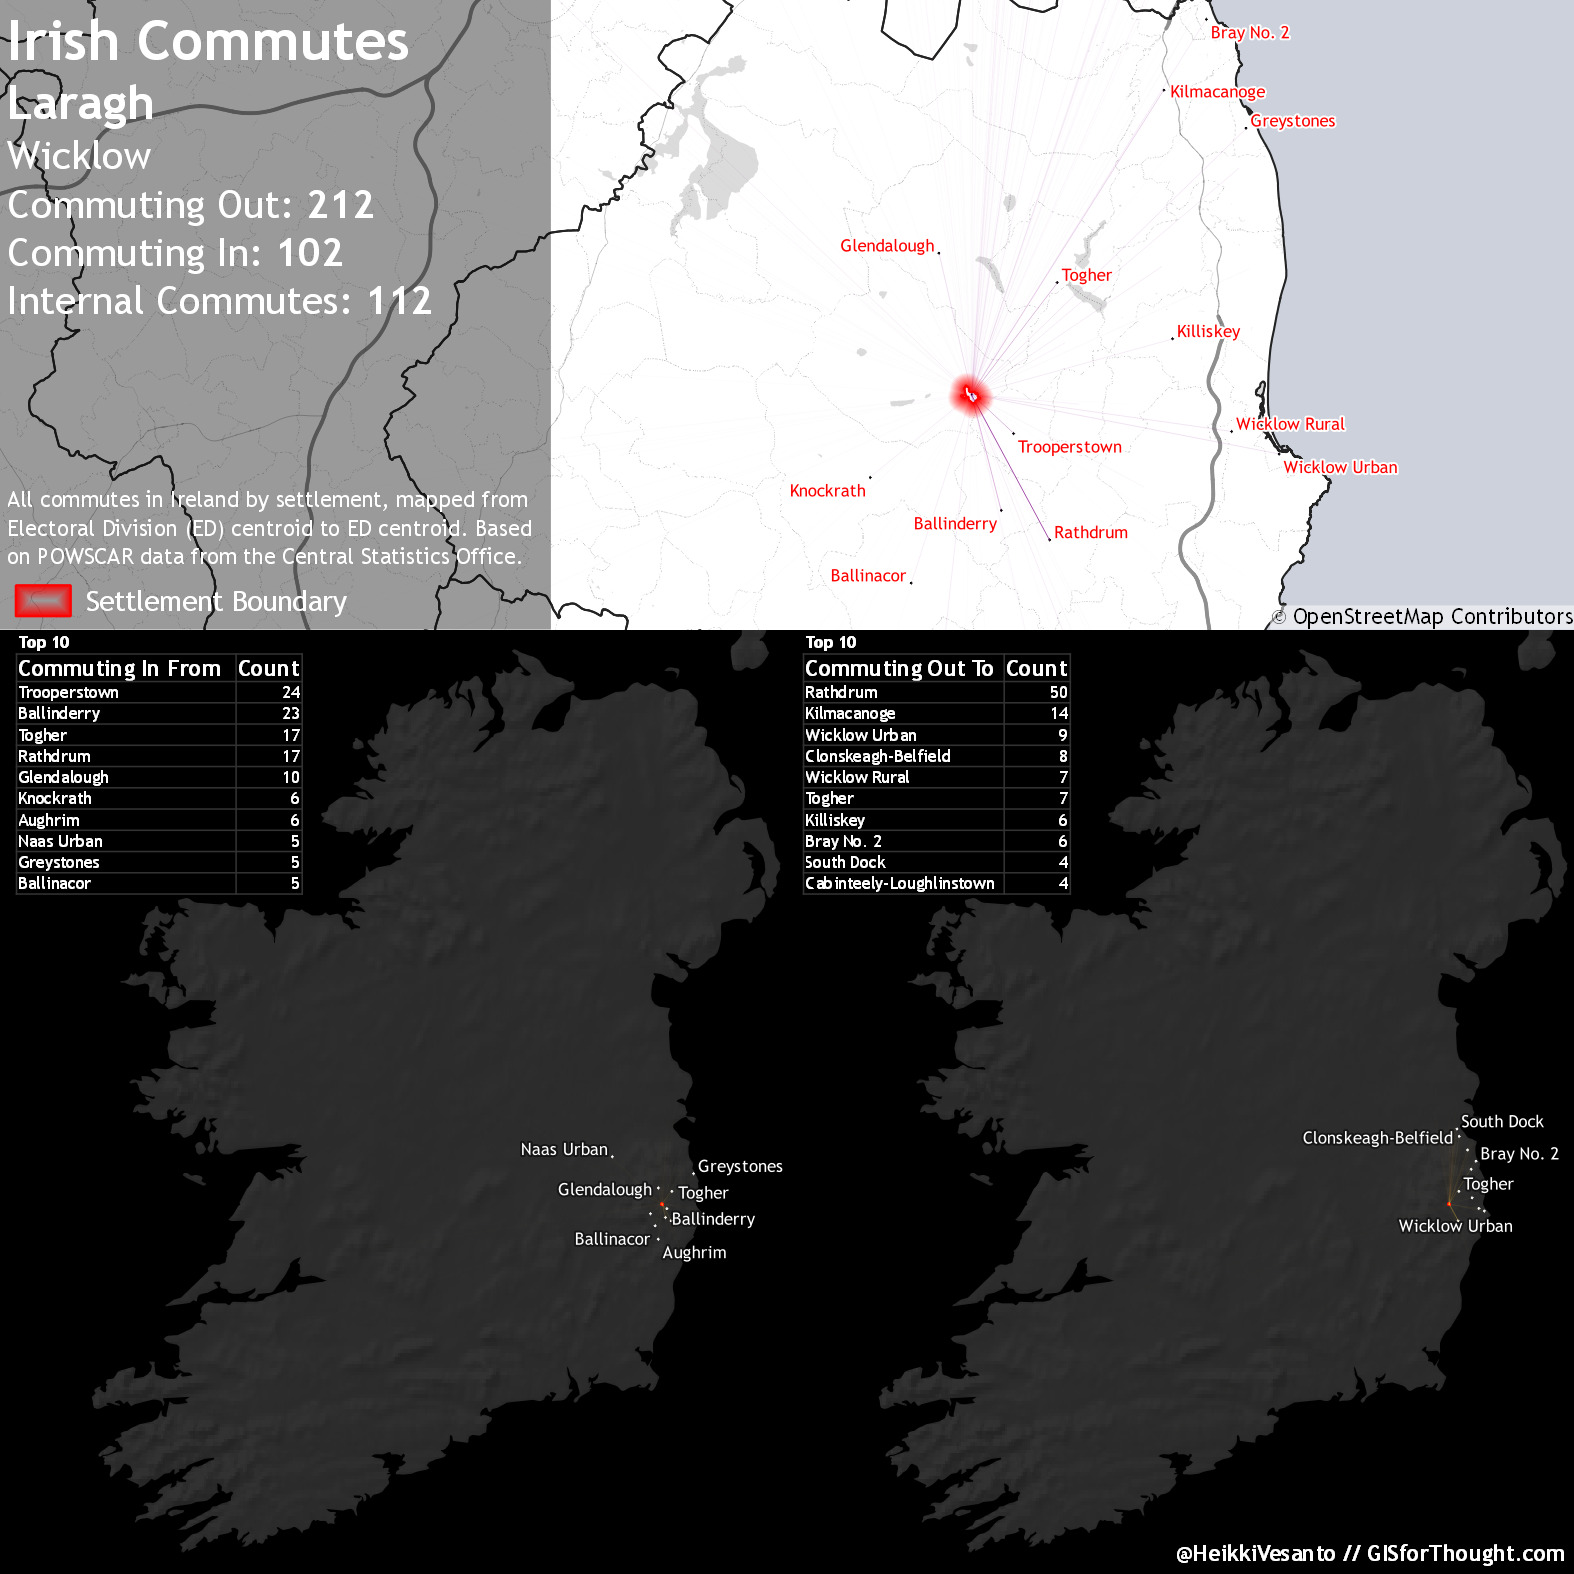 Irish Commutes
Laragh
Wicklow
Commuting Out: 212
Commuting In: 102
Internal Commutes: 112
All commutes in Ireland by settlement, mapped from
Electoral Division (ED) centroid to ED centroid. Based
on POWSCAR data from the Central Statistics Office.
Settlement Boundary
Bray No. 2
Kilmacanoge
Greystones
Glendalough
Togher
Killiskey
Wicklow Rural
Trooperstown
Wicklow Urban
Knockrath
Ballinderry
Rathdrum
Ballinacor
© OpenStreetMap Contributors
Top 10
Commuting In From Count
Trooperstown 24
Ballinderry 23
Togher 17
Rathdrum 17
Glendalough 10
Knockrath 6
Aughrim 6
Naas Urban 5
Greystones 5
Ballinacor 5
Naas Urban
Greystones
Glendalough
Togher
Ballinderry
Ballinacor
Aughrim
Top 10
Commuting Out To Count
Rathdrum 50
Kilmacanoge 14
Wicklow Urban 9
Clonskeagh-Belfield 8
Wicklow Rural 7
Togher 7
Killiskey 6
Bray No. 2 6
South Dock 4
Cabinteely-Loughlinstown 4
South Dock
Clonskeagh-Belfield
Bray No. 2
Togher
Wicklow Urban
@HeikkiVesanto // GISforThought.com